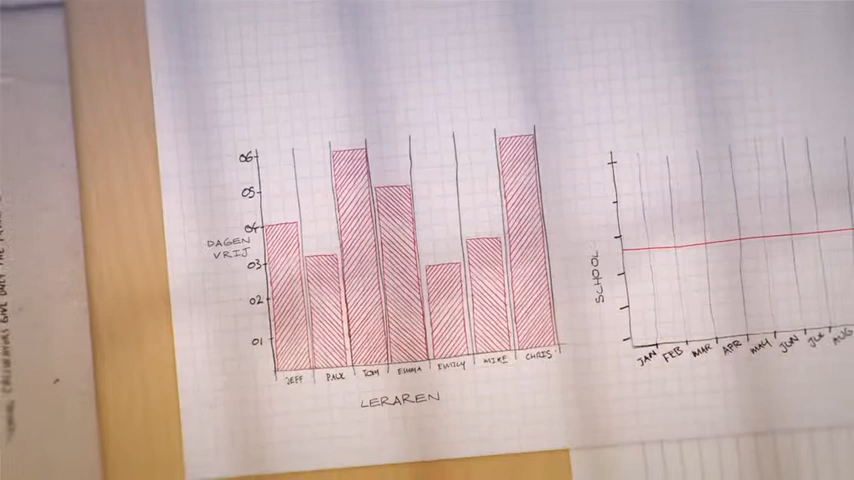 06
05
04
DAGEN
VRIJ
03
02
01
JEFF PAUL TOM EMMA EMILY MIKE CHRIS
LERAREN
SCHOOL
JAN FEB MAR APR MAY JUN JUL AUG